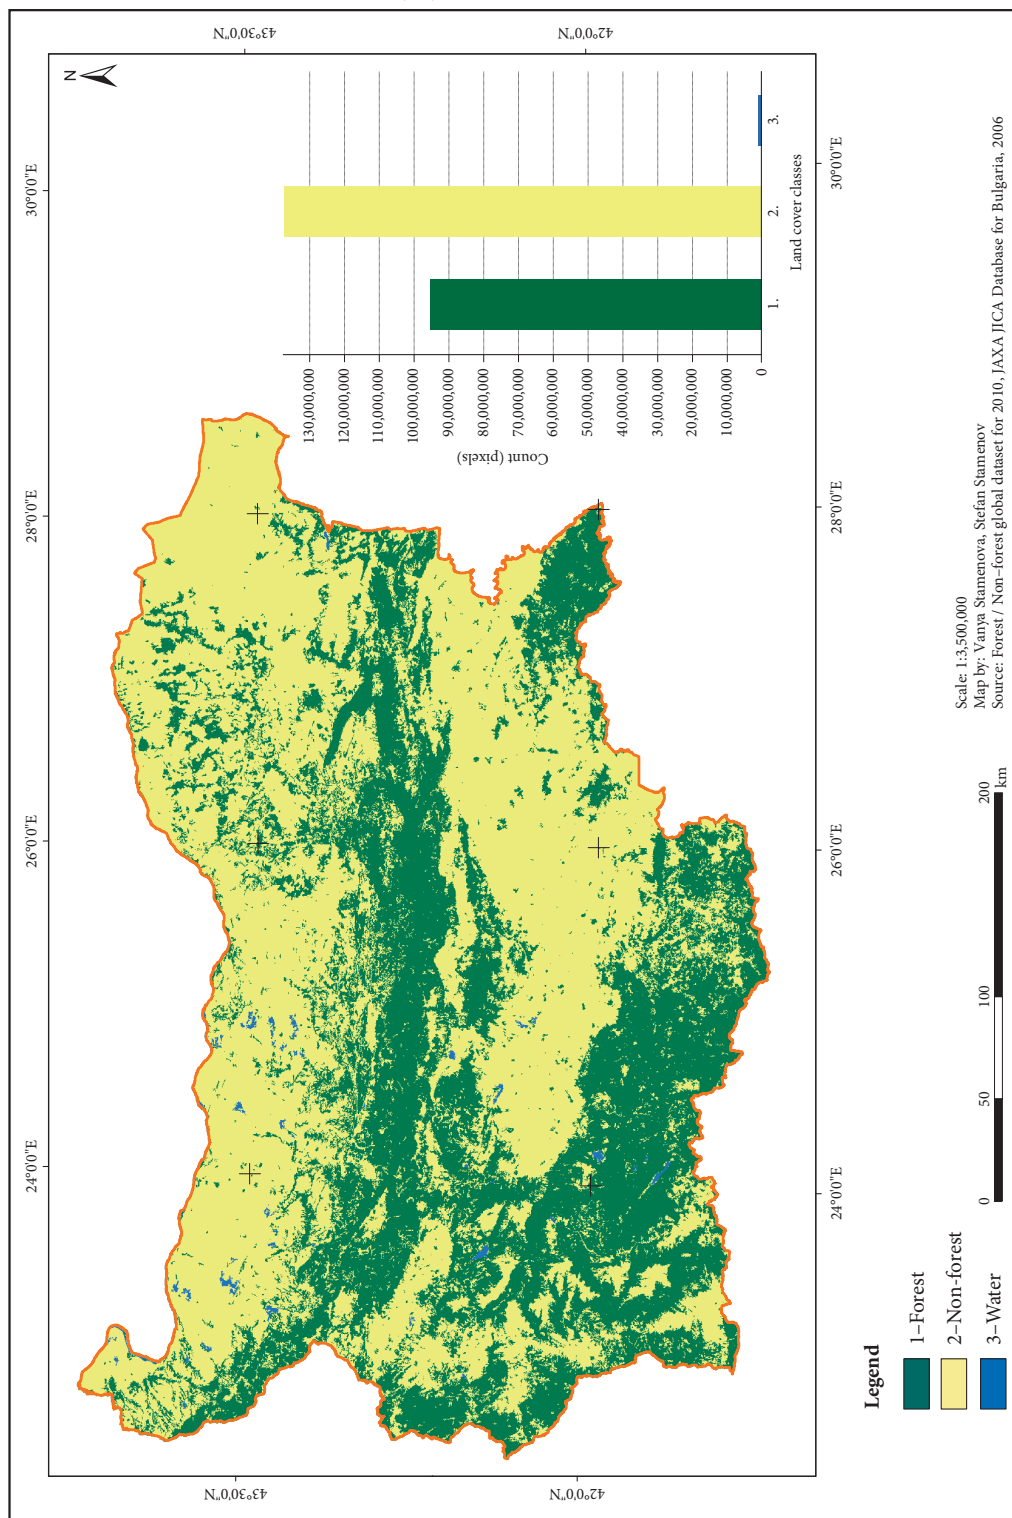 N
24°0'0"E
26°0'0"E
28°0'0"E
30°0'0"E
43°30'0"N
42°0'0"N
43°30'0"N
42°0'0"N
Count (pixels)
130,000,000
120,000,000
110,000,000
100,000,000
90,000,000
80,000,000
70,000,000
60,000,000
50,000,000
40,000,000
30,000,000
20,000,000
10,000,000
0
1.
2.
3.
Land cover classes
24°0'0"E
26°0'0"E
28°0'0"E
30°0'0"E
Legend
1–Forest
2–Non-forest
3–Water
0
50
100
200
km
Scale: 1:3,500,000
Map by: Vanya Stamenova, Stefan Stamenov
Source: Forest / Non–forest global dataset for 2010, JAXA JICA Database for Bulgaria, 2006